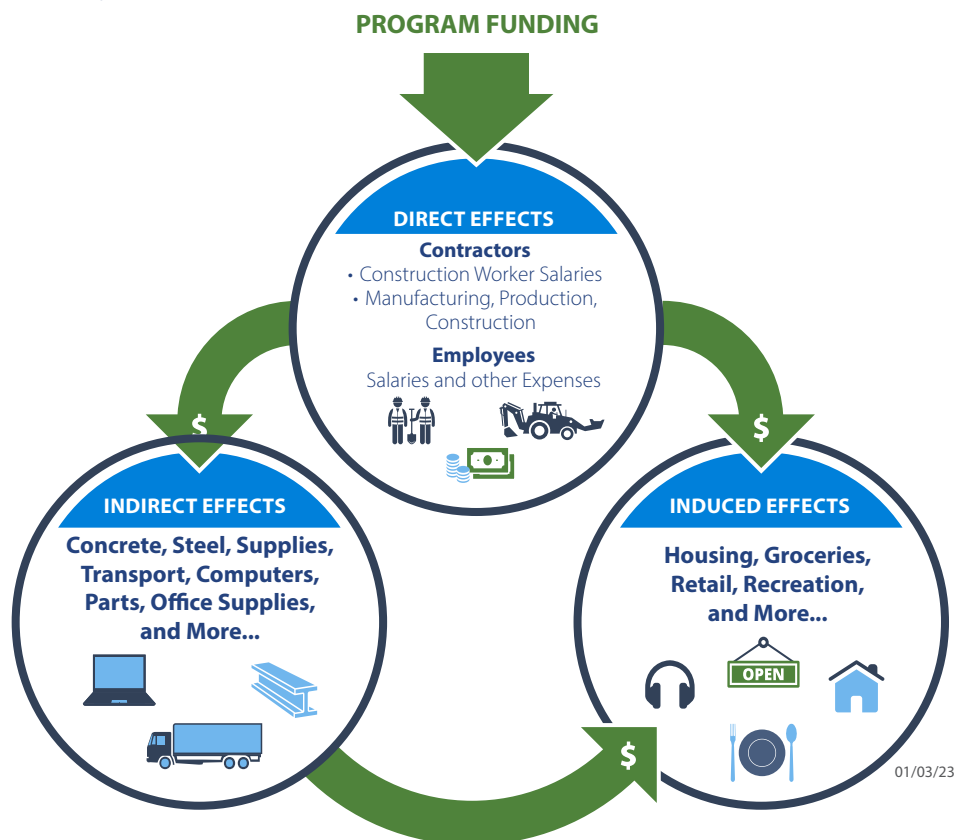 PROGRAM FUNDING
DIRECT EFFECTS
Contractors
• Construction Worker Salaries
• Manufacturing, Production,
Construction
Employees
Salaries and other Expenses
$
$
INDIRECT EFFECTS
Concrete, Steel, Supplies,
Transport, Computers,
Parts, Office Supplies,
and More...
INDUCED EFFECTS
Housing, Groceries,
Retail, Recreation,
and More...
OPEN
$
01/03/23